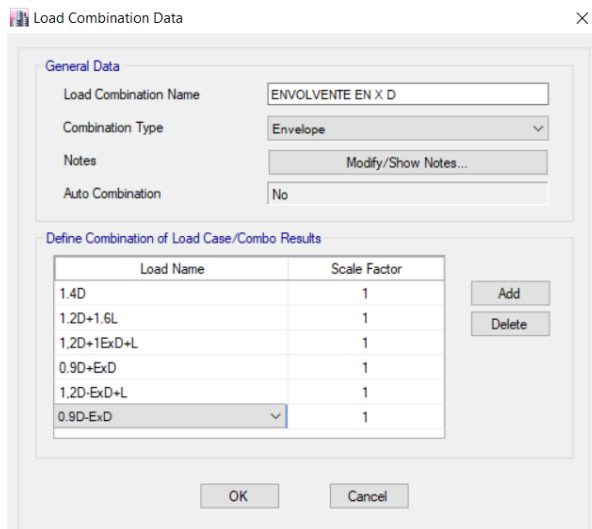 Load Combination Data
General Data
Load Combination Name ENVOLVENTE EN X D
Combination Type Envelope
Notes Modify/Show Notes...
Auto Combination No
Define Combination of Load Case/Combo Results
Load Name Scale Factor
1.4D 1 Add
1.2D+1.6L 1 Delete
1,2D+1ExD+L 1
0.9D+ExD 1
1,2D-ExD+L 1
0.9D-ExD 1
OK Cancel